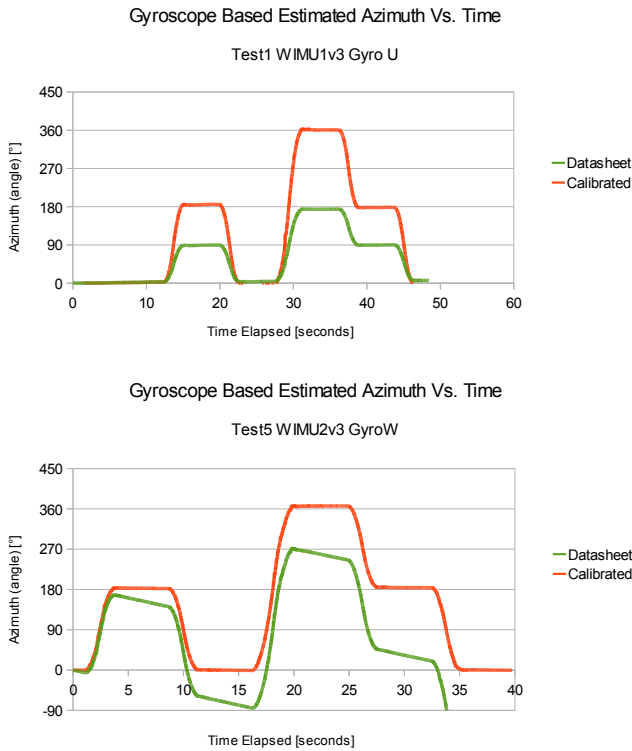 Gyroscope Based Estimated Azimuth Vs. Time
Test1 WIMU1v3 Gyro U
450
360
270
180
90
0
0 10 20 30 40 50 60
Azimuth (angle) [°]
Time Elapsed [seconds]
Datasheet
Calibrated
Gyroscope Based Estimated Azimuth Vs. Time
Test5 WIMU2v3 GyroW
450
360
270
180
90
0
-90
0 5 10 15 20 25 30 35 40
Azimuth (angle) [°]
Time Elapsed [seconds]
Datasheet
Calibrated